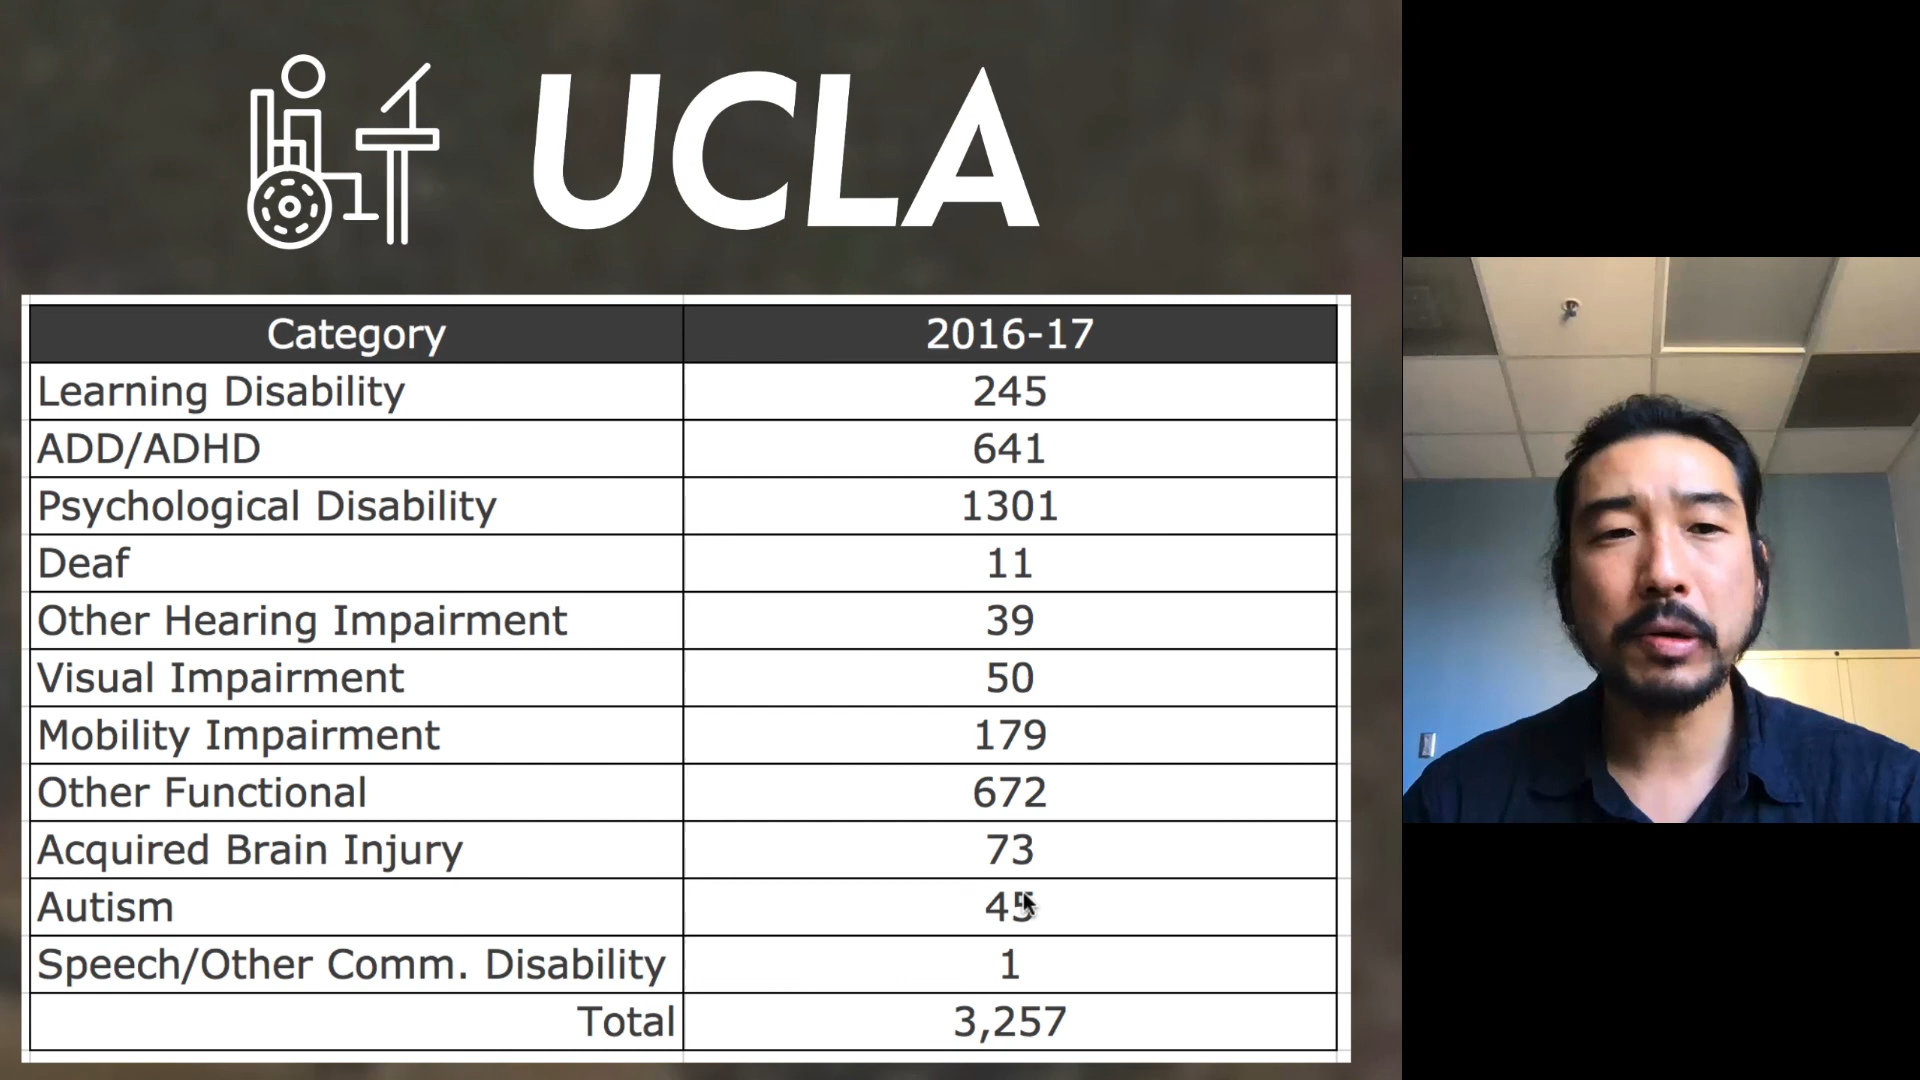 UCLA
Category 2016-17
Learning Disability 245
ADD/ADHD 641
Psychological Disability 1301
Deaf 11
Other Hearing Impairment 39
Visual Impairment 50
Mobility Impairment 179
Other Functional 672
Acquired Brain Injury 73
Autism 45
Speech/Other Comm. Disability 1
Total 3,257